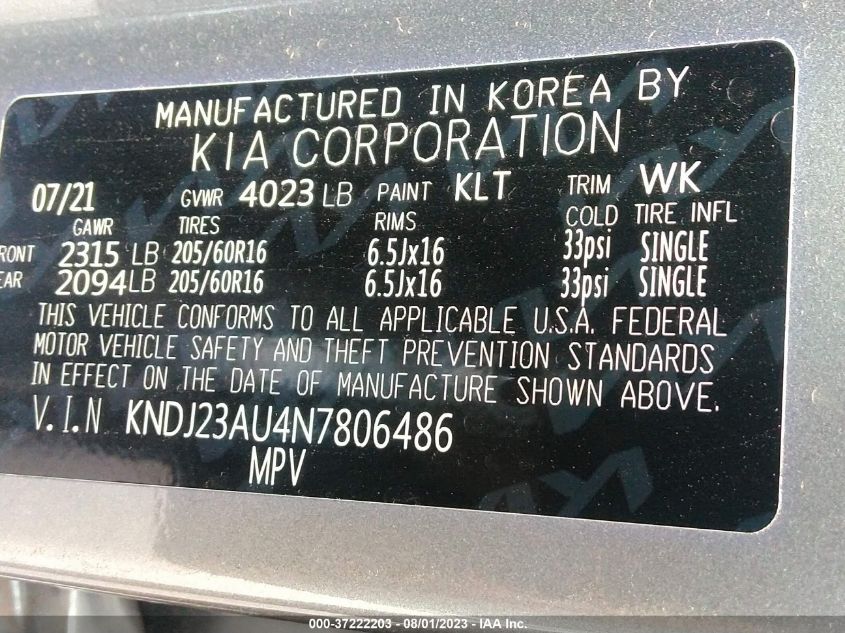 MANUFACTURED IN KOREA BY
KIA CORPORATION
07/21 GVWR 4023 LB PAINT KLT TRIM WK
GAWR TIRES RIMS COLD TIRE INFL
RONT 2315 LB 205/60R16 6.5Jx16 33psi SINGLE
EAR 2094LB 205/60R16 6.5Jx16 33psi SINGLE
THIS VEHICLE CONFORMS TO ALL APPLICABLE U.S.A. FEDERAL
MOTOR VEHICLE SAFETY AND THEFT PREVENTION STANDARDS
IN EFFECT ON THE DATE OF MANUFACTURE SHOWN ABOVE.
V.I.N KNDJ23AU4N7806486
MPV
000-37222203 - 08/01/2023 - IAA Inc.